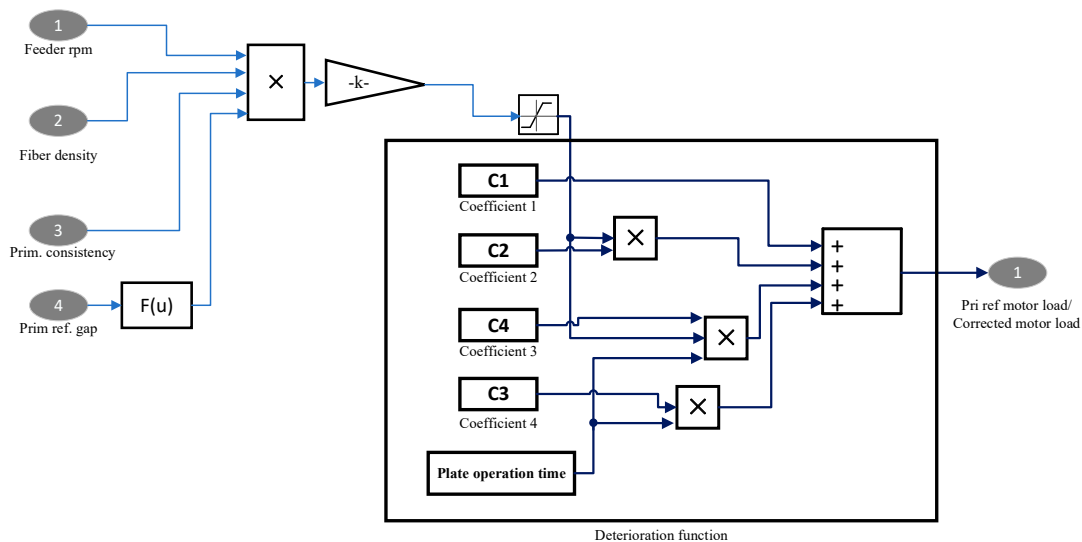 1
Feeder rpm
2
Fiber density
3
Prim. consistency
4
Prim ref. gap
F(u)
×
-k-
C1
Coefficient 1
C2
Coefficient 2
×
C4
Coefficient 3
×
C3
Coefficient 4
×
Plate operation time
+
+
+
+
1
Pri ref motor load/
Corrected motor load
Deterioration function